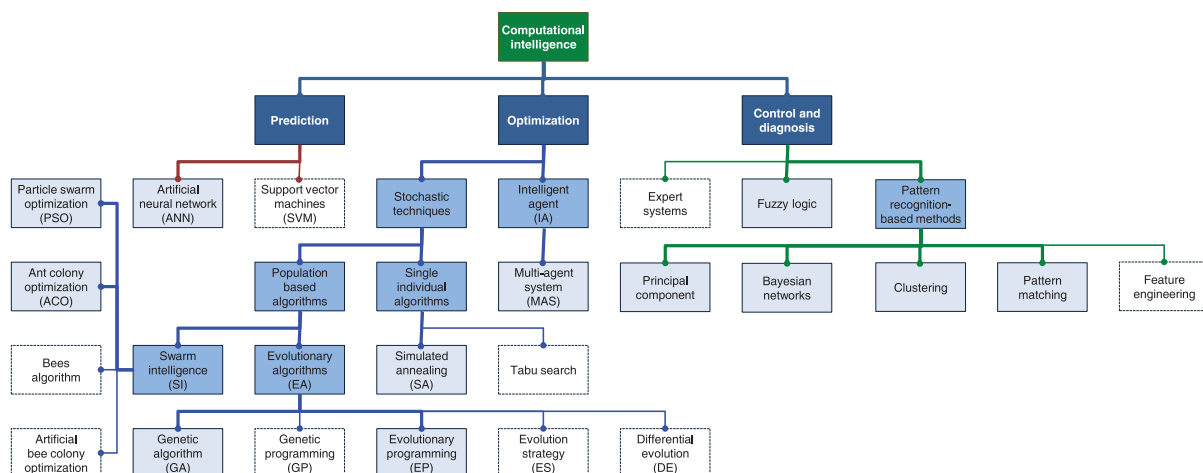 Computational
intelligence
Prediction
Optimization
Control and
diagnosis
Particle swarm
optimization
(PSO)
Artificial
neural network
(ANN)
Support vector
machines
(SVM)
Stochastic
techniques
Intelligent
agent
(IA)
Expert
systems
Fuzzy logic
Pattern
recognition-
based methods
Ant colony
optimization
(ACO)
Population
based
algorithms
Single
individual
algorithms
Multi-agent
system
(MAS)
Principal
component
Bayesian
networks
Clustering
Pattern
matching
Feature
engineering
Bees
algorithm
Swarm
intelligence
(SI)
Evolutionary
algorithms
(EA)
Simulated
annealing
(SA)
Tabu search
Artificial
bee colony
optimization
Genetic
algorithm
(GA)
Genetic
programming
(GP)
Evolutionary
programming
(EP)
Evolution
strategy
(ES)
Differential
evolution
(DE)